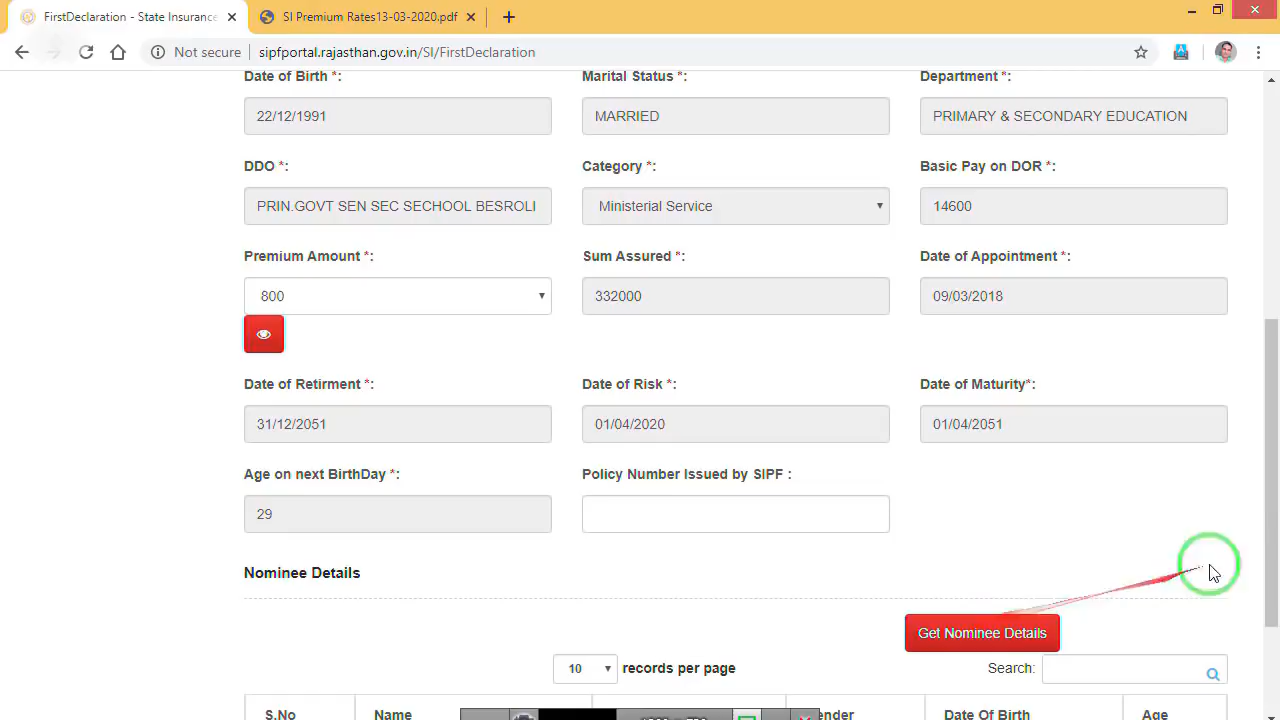 FirstDeclaration - State Insurance
SI Premium Rates13-03-2020.pdf
Not secure
sipfportal.rajasthan.gov.in/SI/FirstDeclaration
Date of Birth *: Marital Status *: Department *:
22/12/1991 MARRIED PRIMARY & SECONDARY EDUCATION
DDO *: Category *: Basic Pay on DOR *:
PRIN.GOVT SEN SEC SECHOOL BESROLI Ministerial Service 14600
Premium Amount *: Sum Assured *: Date of Appointment *:
800 332000 09/03/2018
Date of Retirment *: Date of Risk *: Date of Maturity*:
31/12/2051 01/04/2020 01/04/2051
Age on next BirthDay *: Policy Number Issued by SIPF :
29
Nominee Details
Get Nominee Details
10 records per page Search:
S.No Name Date Of Birth Age